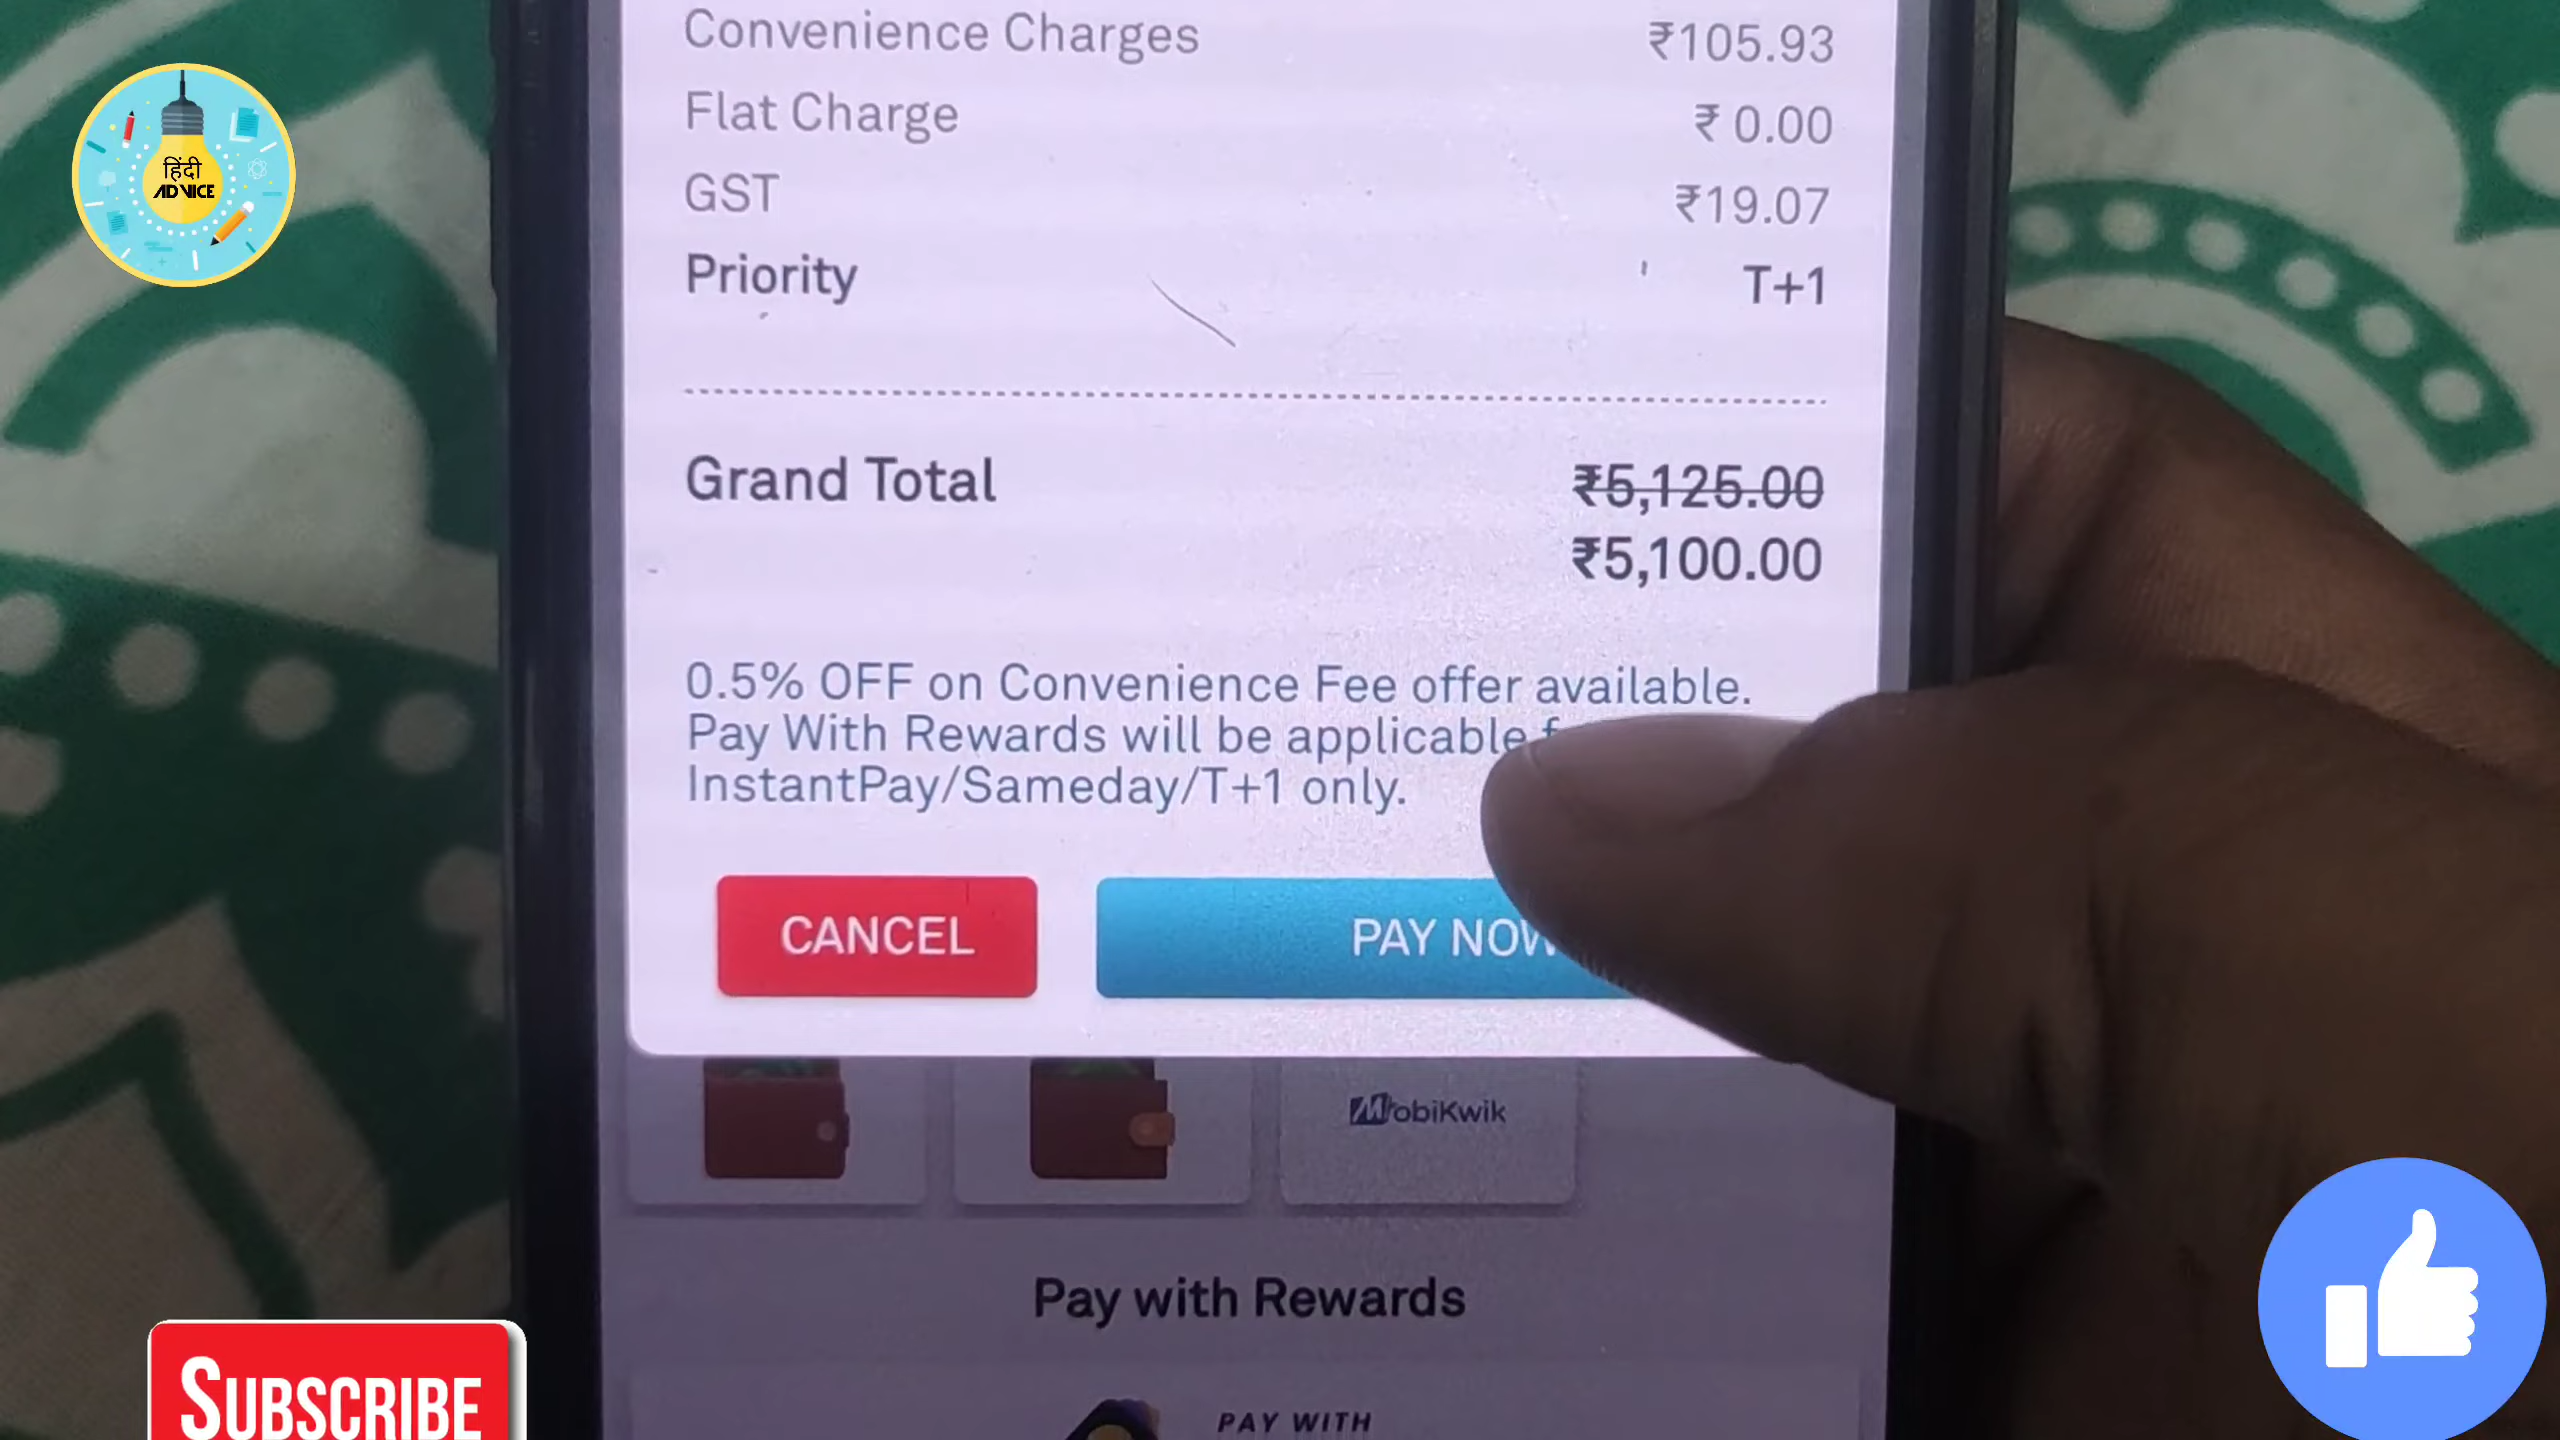 Convenience Charges ₹105.93
Flat Charge ₹ 0.00
हिंदी
ADVICE
GST ₹19.07
Priority T+1
Grand Total ₹5,125.00
₹5,100.00
0.5% OFF on Convenience Fee offer available.
Pay With Rewards will be applicable
InstantPay/Sameday/T+1 only.
CANCEL PAY NOW
MobiKwik
Pay with Rewards
SUBSCRIBE
PAY WITH